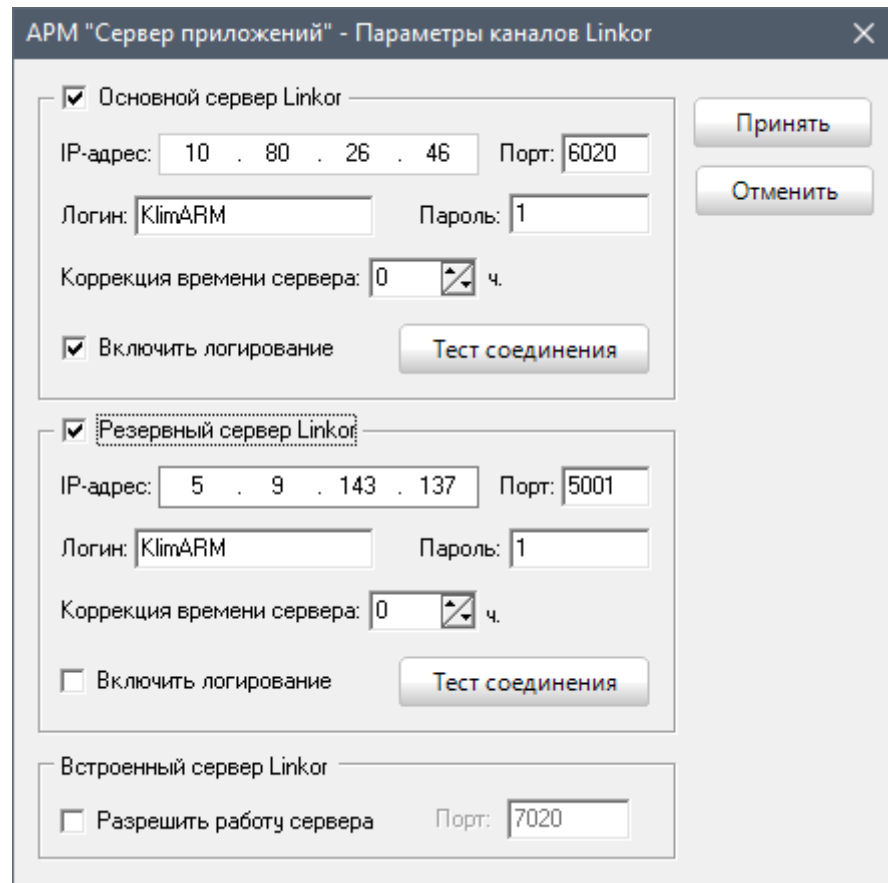 АРМ "Сервер приложений" - Параметры каналов Linkor
Основной сервер Linkor
Принять
IP-адрес: 10 . 80 . 26 . 46 Порт: 6020
Отменить
Логин: KlimARM Пароль: 1
Коррекция времени сервера: 0 ч.
Включить логирование Тест соединения
Резервный сервер Linkor
IP-адрес: 5 . 9 . 143 . 137 Порт: 5001
Логин: KlimARM Пароль: 1
Коррекция времени сервера: 0 ч.
Включить логирование Тест соединения
Встроенный сервер Linkor
Разрешить работу сервера Порт: 7020